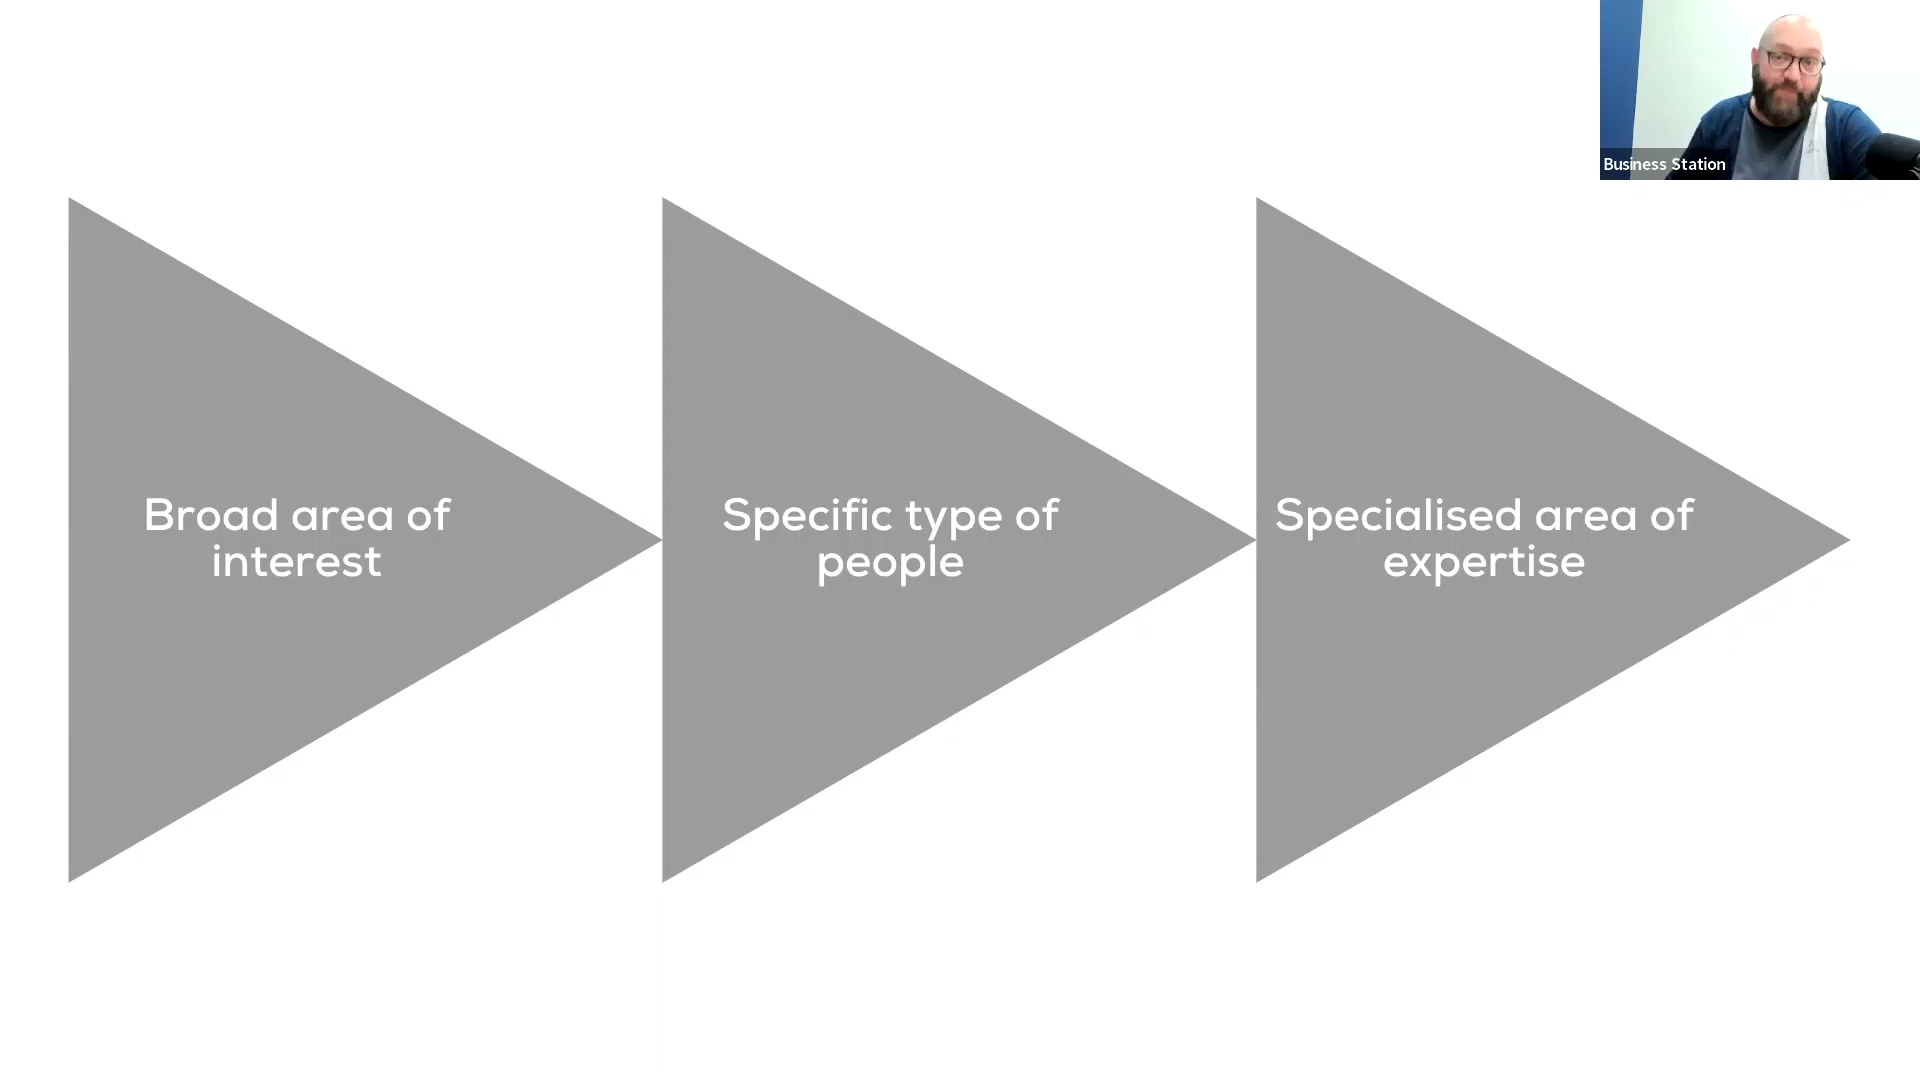 Business Station
Broad area of
interest
Specific type of
people
Specialised area of
expertise